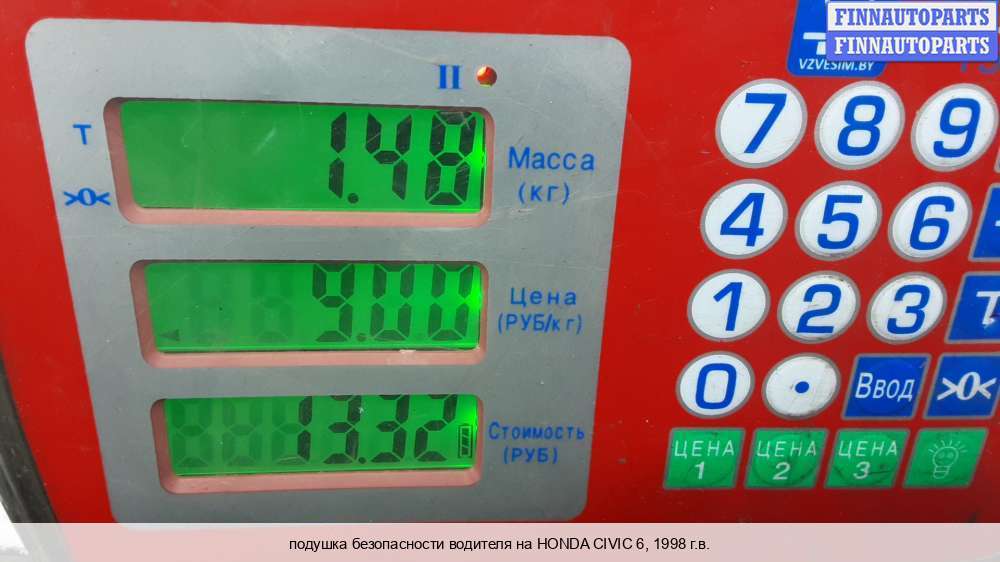 FINNAUTOPARTS
FINNAUTOPARTS
VZVESIM.BY
II
T
1.48
Масса
(кг)
>0<
9.00
Цена
(РУБ/кг)
13.32
Стоимость
(РУБ)
7 8 9
4 5 6
1 2 3 T
0 . Ввод >0<
ЦЕНА 1 ЦЕНА 2 ЦЕНА 3
подушка безопасности водителя на HONDA CIVIC 6, 1998 г.в.